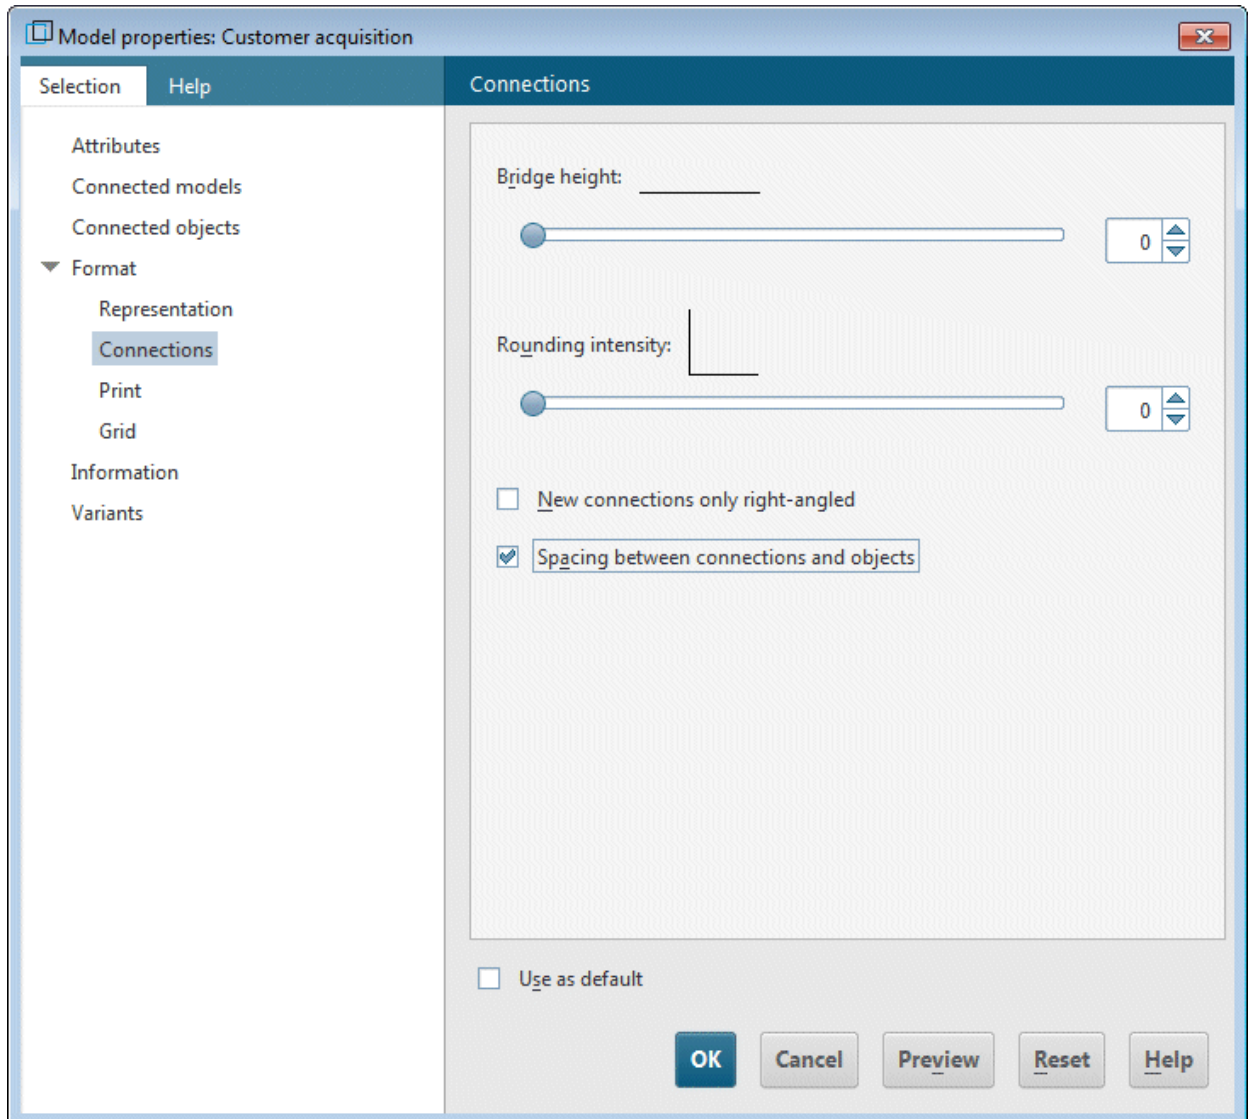 Model properties: Customer acquisition
Selection
Help
Connections
Attributes
Connected models
Connected objects
Format
Representation
Connections
Print
Grid
Information
Variants
Bridge height:
0
Rounding intensity:
0
New connections only right-angled
Spacing between connections and objects
Use as default
OK
Cancel
Preview
Reset
Help